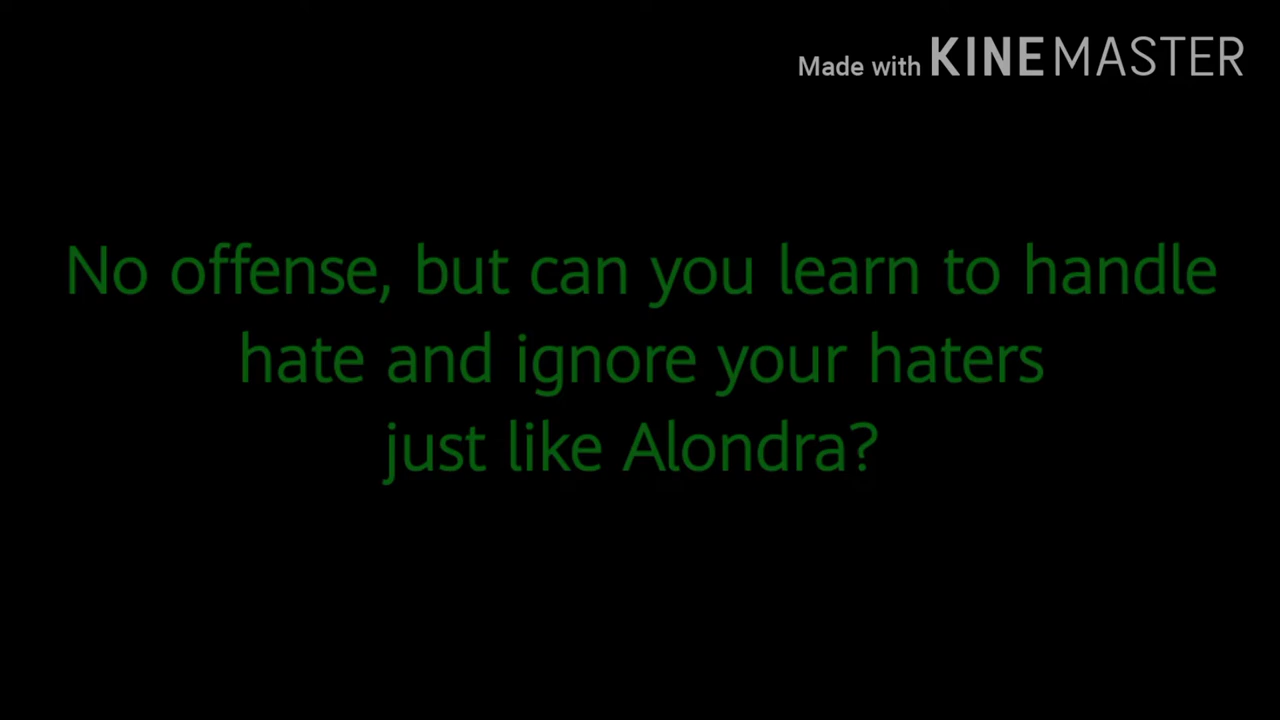 Made with KINEMASTER
No offense, but can you learn to handle
hate and ignore your haters
just like Alondra?